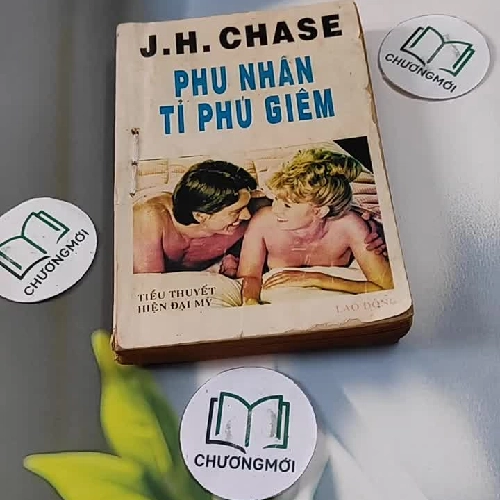 J.H. CHASE
PHU NHÂN
TỈ PHÚ GIÊM
TIỂU THUYẾT
HIỆN ĐẠI MỸ
LAO ĐỘNG
CHƯƠNGMỚI
CHƯƠNGMỚI
CHƯƠNGMỚI